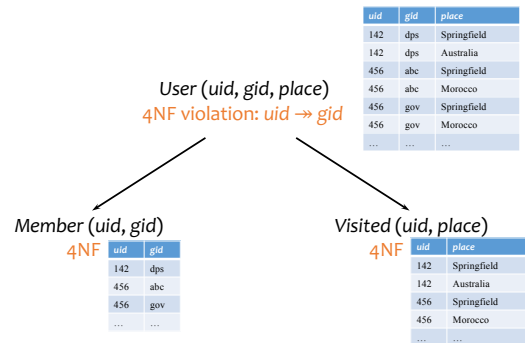 uid gid place
142 dps Springfield
142 dps Australia
456 abc Springfield
456 abc Morocco
456 gov Springfield
456 gov Morocco
... ... ...
User (uid, gid, place)
4NF violation: uid ↠ gid
Member (uid, gid)
4NF
uid gid
142 dps
456 abc
456 gov
... ...
Visited (uid, place)
4NF
uid place
142 Springfield
142 Australia
456 Springfield
456 Morocco
... ...